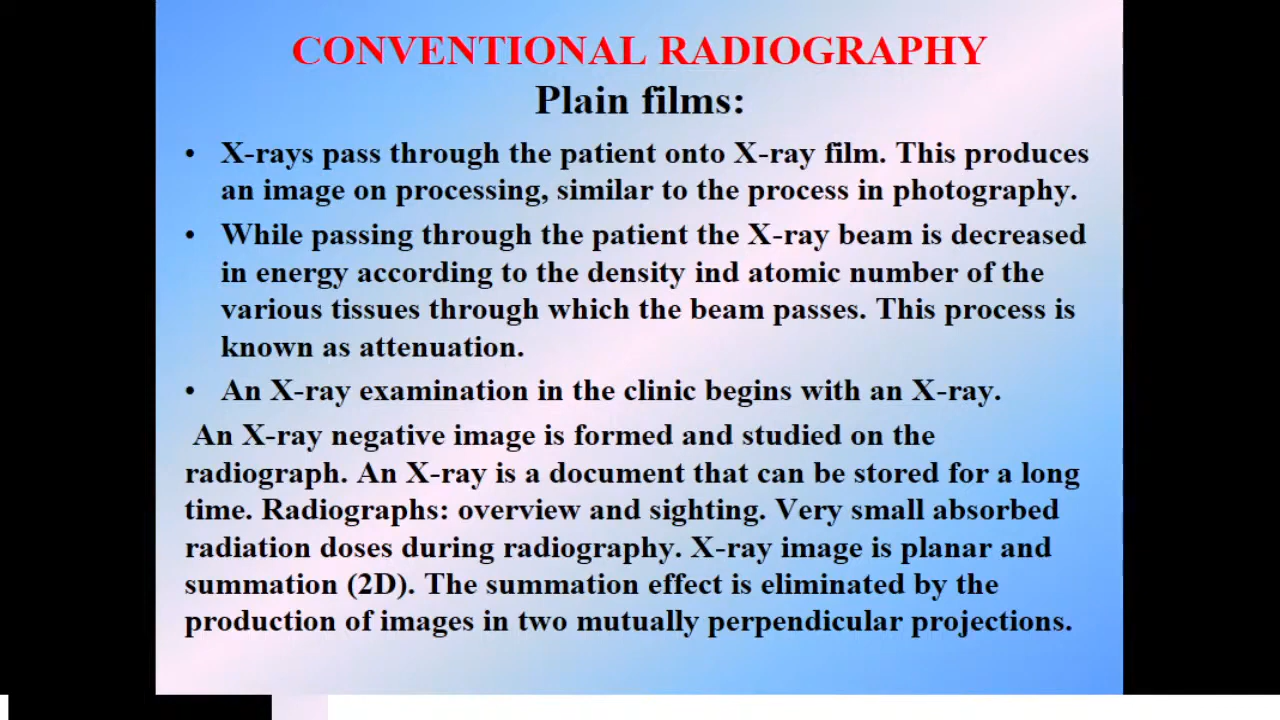 CONVENTIONAL RADIOGRAPHY
Plain films:
• X-rays pass through the patient onto X-ray film. This produces
an image on processing, similar to the process in photography.
• While passing through the patient the X-ray beam is decreased
in energy according to the density ind atomic number of the
various tissues through which the beam passes. This process is
known as attenuation.
• An X-ray examination in the clinic begins with an X-ray.
An X-ray negative image is formed and studied on the
radiograph. An X-ray is a document that can be stored for a long
time. Radiographs: overview and sighting. Very small absorbed
radiation doses during radiography. X-ray image is planar and
summation (2D). The summation effect is eliminated by the
production of images in two mutually perpendicular projections.